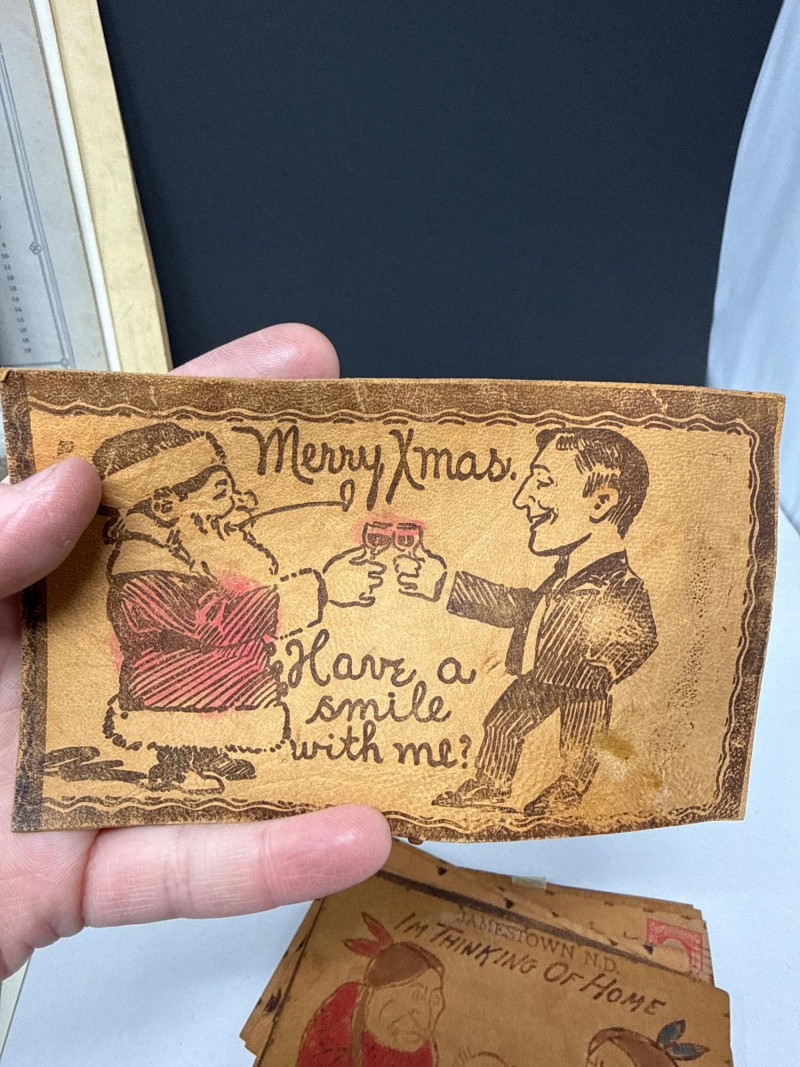 Merry Xmas.
Have a
smile
with me?
JAMESTOWN N.D.
I'M THINKING OF HOME